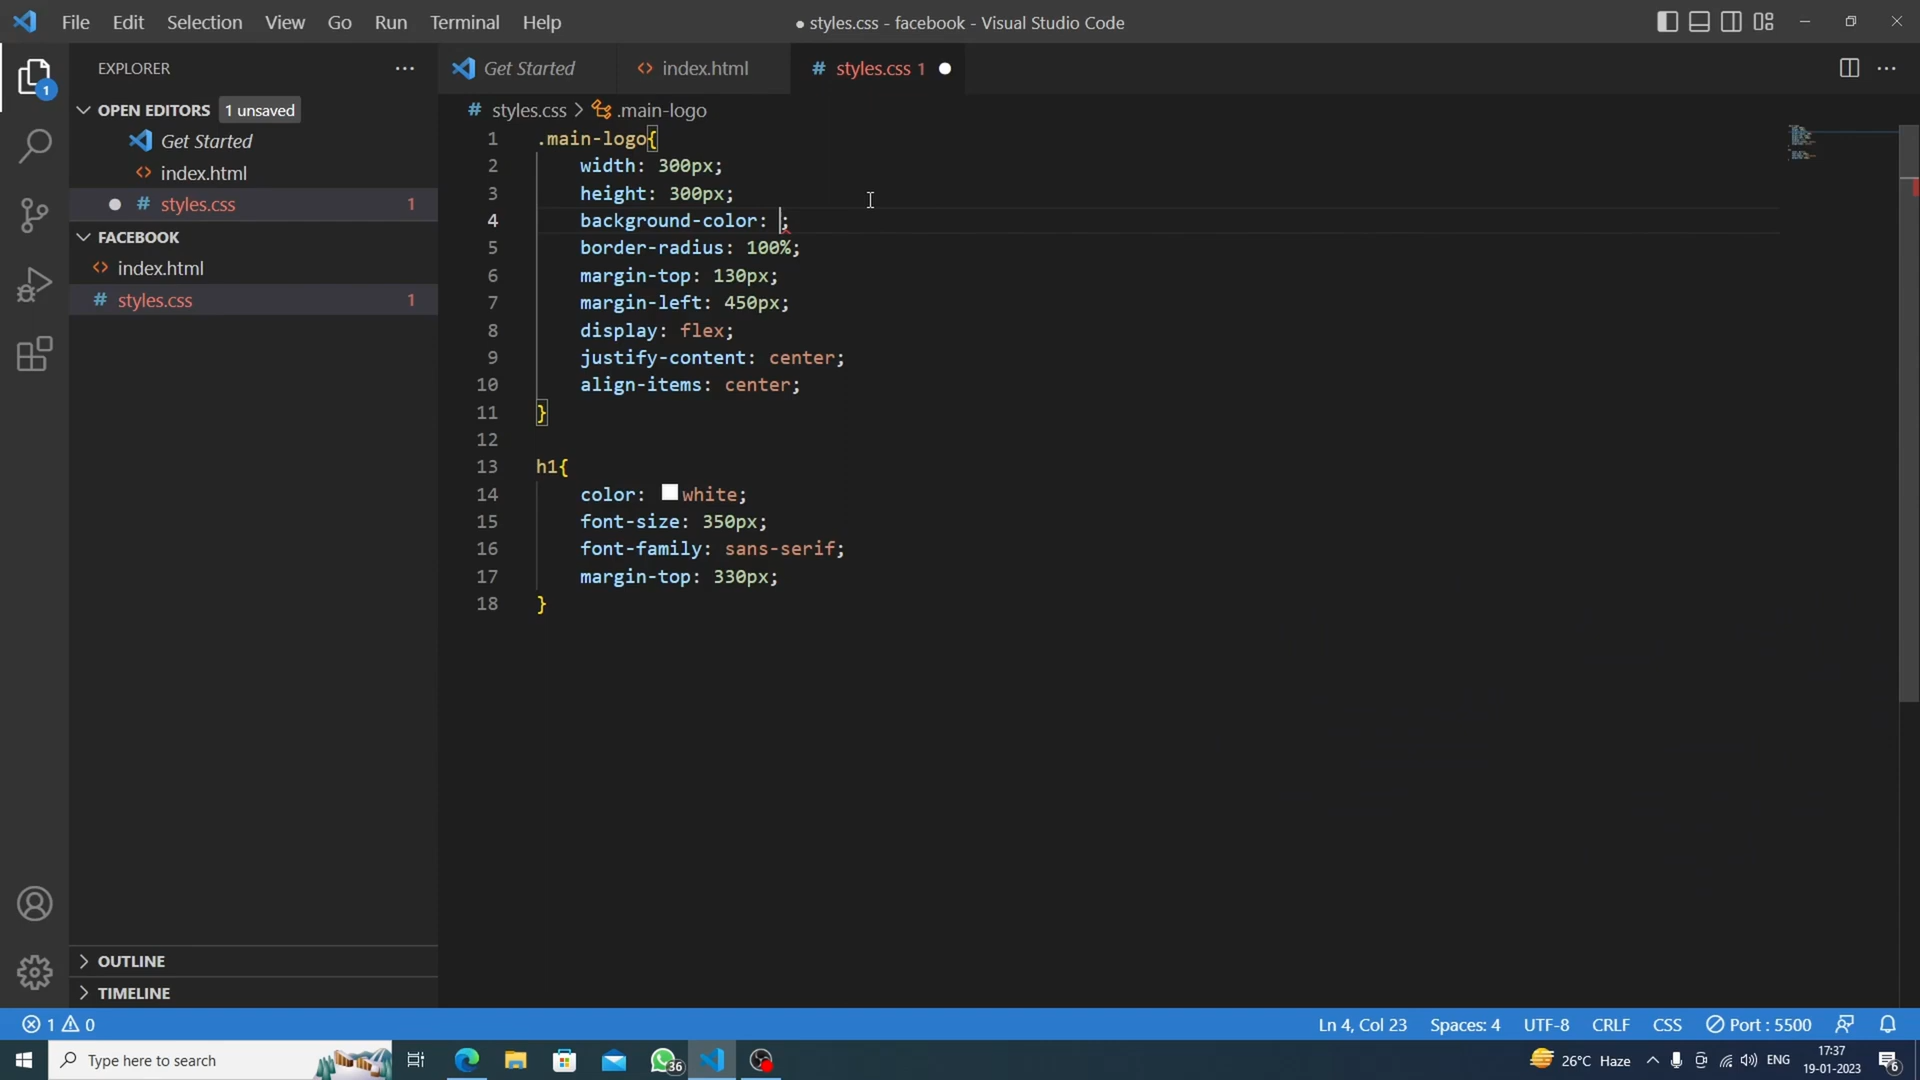 File Edit Selection View Go Run Terminal Help
● styles.css - facebook - Visual Studio Code
EXPLORER
OPEN EDITORS 1 unsaved
Get Started
index.html
styles.css 1
FACEBOOK
index.html
styles.css 1
OUTLINE
TIMELINE
1
Get Started
index.html
# styles.css 1
# styles.css > .main-logo
1 .main-logo{
2 width: 300px;
3 height: 300px;
4 background-color: ;
5 border-radius: 100%;
6 margin-top: 130px;
7 margin-left: 450px;
8 display: flex;
9 justify-content: center;
10 align-items: center;
11 }
12
13 h1{
14 color: white;
15 font-size: 350px;
16 font-family: sans-serif;
17 margin-top: 330px;
18 }
1 0
Ln 4, Col 23 Spaces: 4 UTF-8 CRLF CSS Port : 5500
Type here to search
36
26°C Haze
ENG
17:37
19-01-2023
6